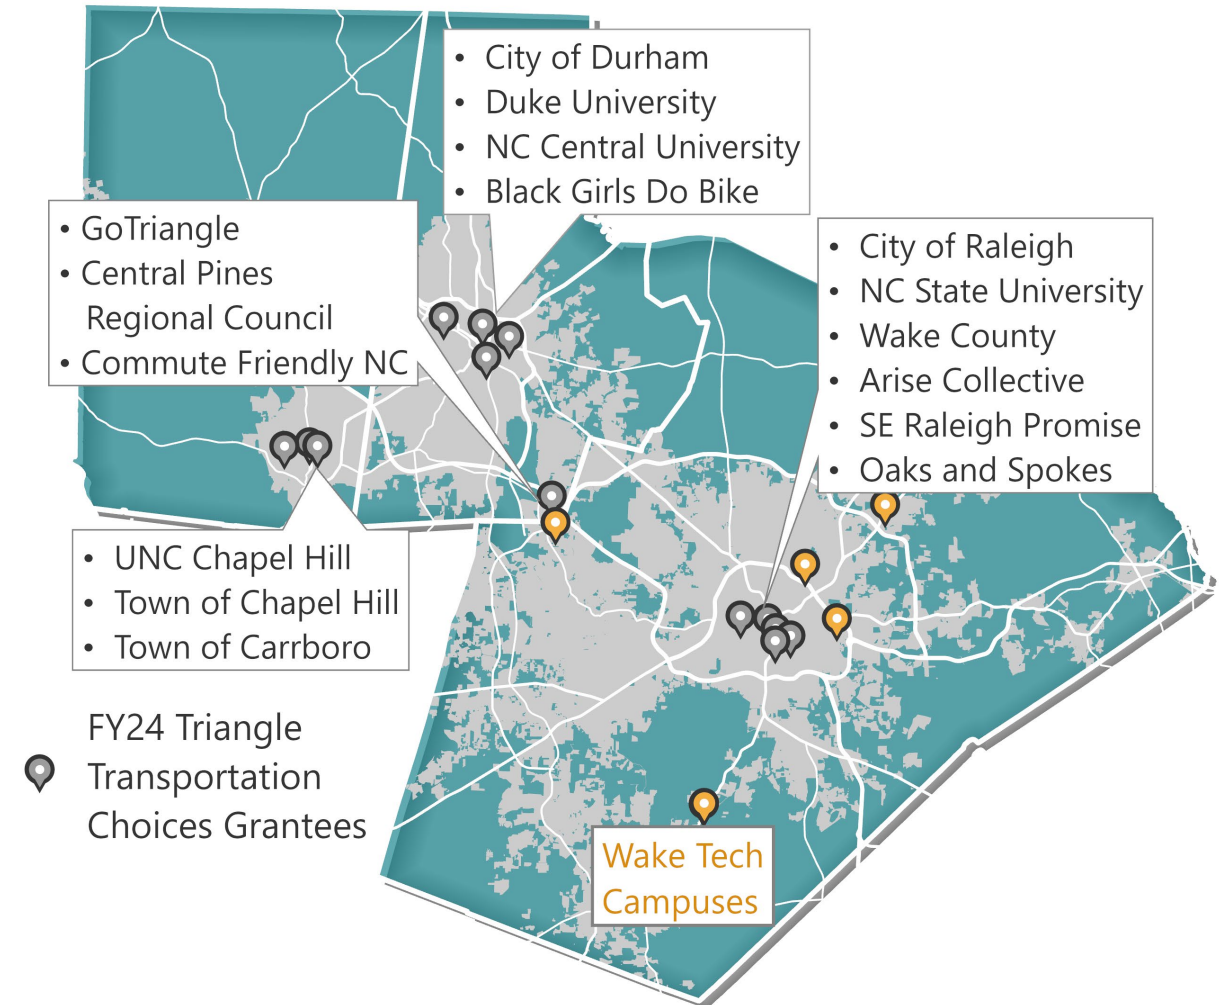 • City of Durham
• Duke University
• NC Central University
• Black Girls Do Bike
• GoTriangle
• Central Pines
Regional Council
• Commute Friendly NC
• City of Raleigh
• NC State University
• Wake County
• Arise Collective
• SE Raleigh Promise
• Oaks and Spokes
• UNC Chapel Hill
• Town of Chapel Hill
• Town of Carrboro
FY24 Triangle
Transportation
Choices Grantees
Wake Tech
Campuses